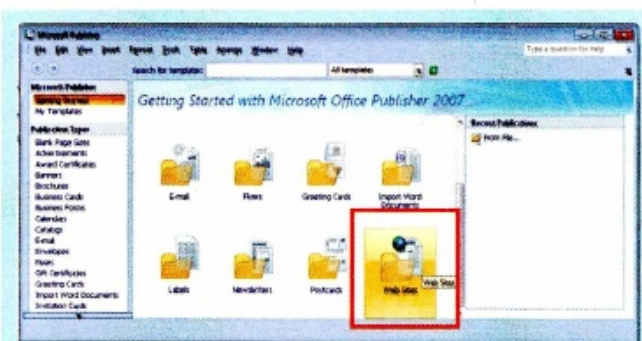 Microsoft Publisher
File Edit View Insert Format Tools Table Arrange Window Help
Type a question for help
Search for templates:
All templates
Microsoft Publisher
Getting Started
My Templates
Publication Types
Blank Page Sizes
Advertisements
Award Certificates
Banners
Brochures
Business Cards
Business Forms
Calendars
Catalogs
E-mail
Envelopes
Flyers
Gift Certificates
Greeting Cards
Import Word Documents
Invitation Cards
Getting Started with Microsoft Office Publisher 2007
E-mail
Flyers
Greeting Cards
Import Word
Documents
Labels
Newsletters
Postcards
Web Sites
Web Sites
Recent Publications
From File...